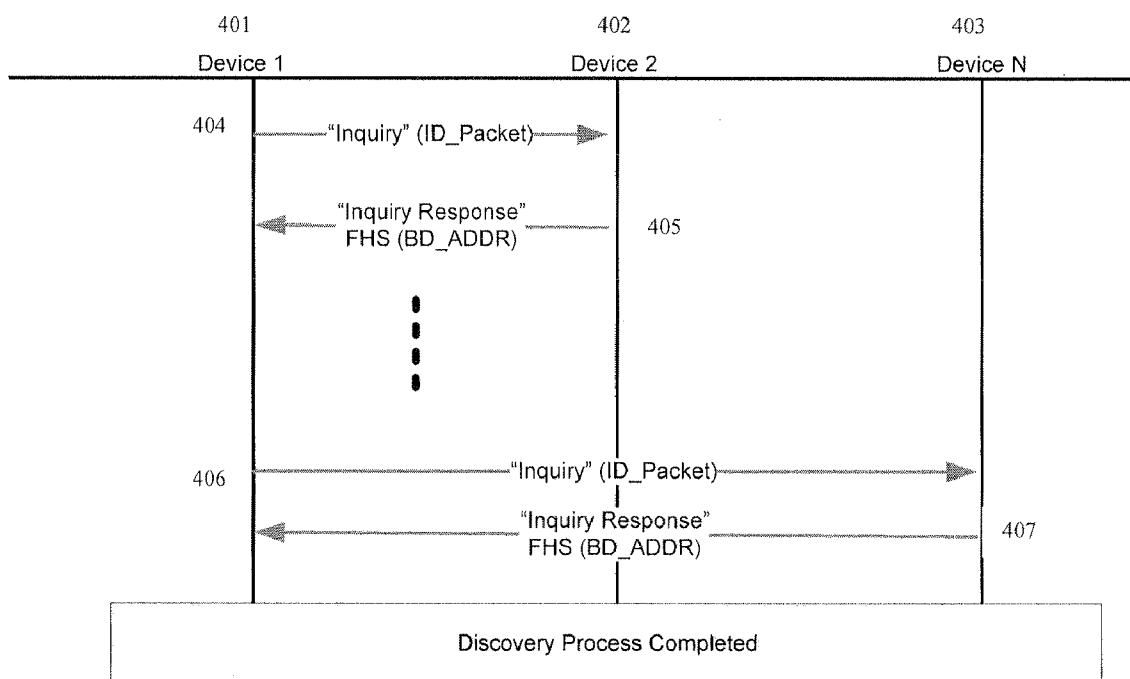 401 402 403
Device 1 Device 2 Device N
404
"Inquiry" (ID_Packet)
"Inquiry Response"
FHS (BD_ADDR)
405
406
"Inquiry" (ID_Packet)
"Inquiry Response"
FHS (BD_ADDR)
407
Discovery Process Completed